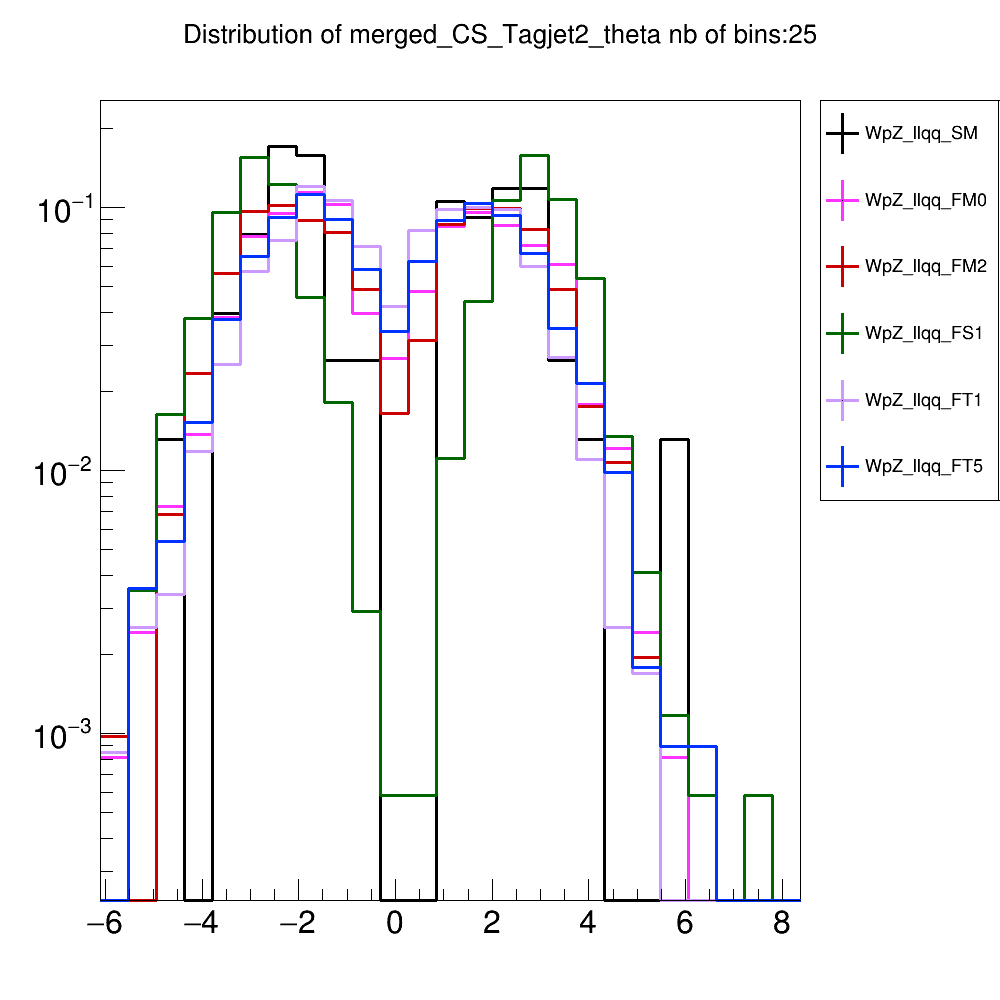 Distribution of merged_CS_Tagjet2_theta nb of bins:25
WpZ_llqq_SM
WpZ_llqq_FM0
WpZ_llqq_FM2
WpZ_llqq_FS1
WpZ_llqq_FT1
WpZ_llqq_FT5
10⁻¹
10⁻²
10⁻³
−6 −4 −2 0 2 4 6 8